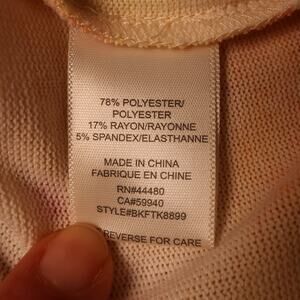 78% POLYESTER/
POLYESTER
17% RAYON/RAYONNE
5% SPANDEX/ELASTHANNE
MADE IN CHINA
FABRIQUE EN CHINE
RN#44480
CA#59940
STYLE#BKFTK8899
REVERSE FOR CARE